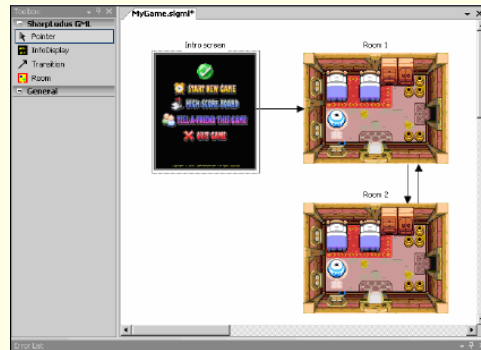 Toolbox
SharpLudus GML
Pointer
InfoDisplay
Transition
Room
General
MyGame.slgml*
Intro screen
START NEW GAME
HIGH-SCORE BOARD
TELL A FRIEND THIS GAME
QUIT GAME
Room 1
Room 2
Error List